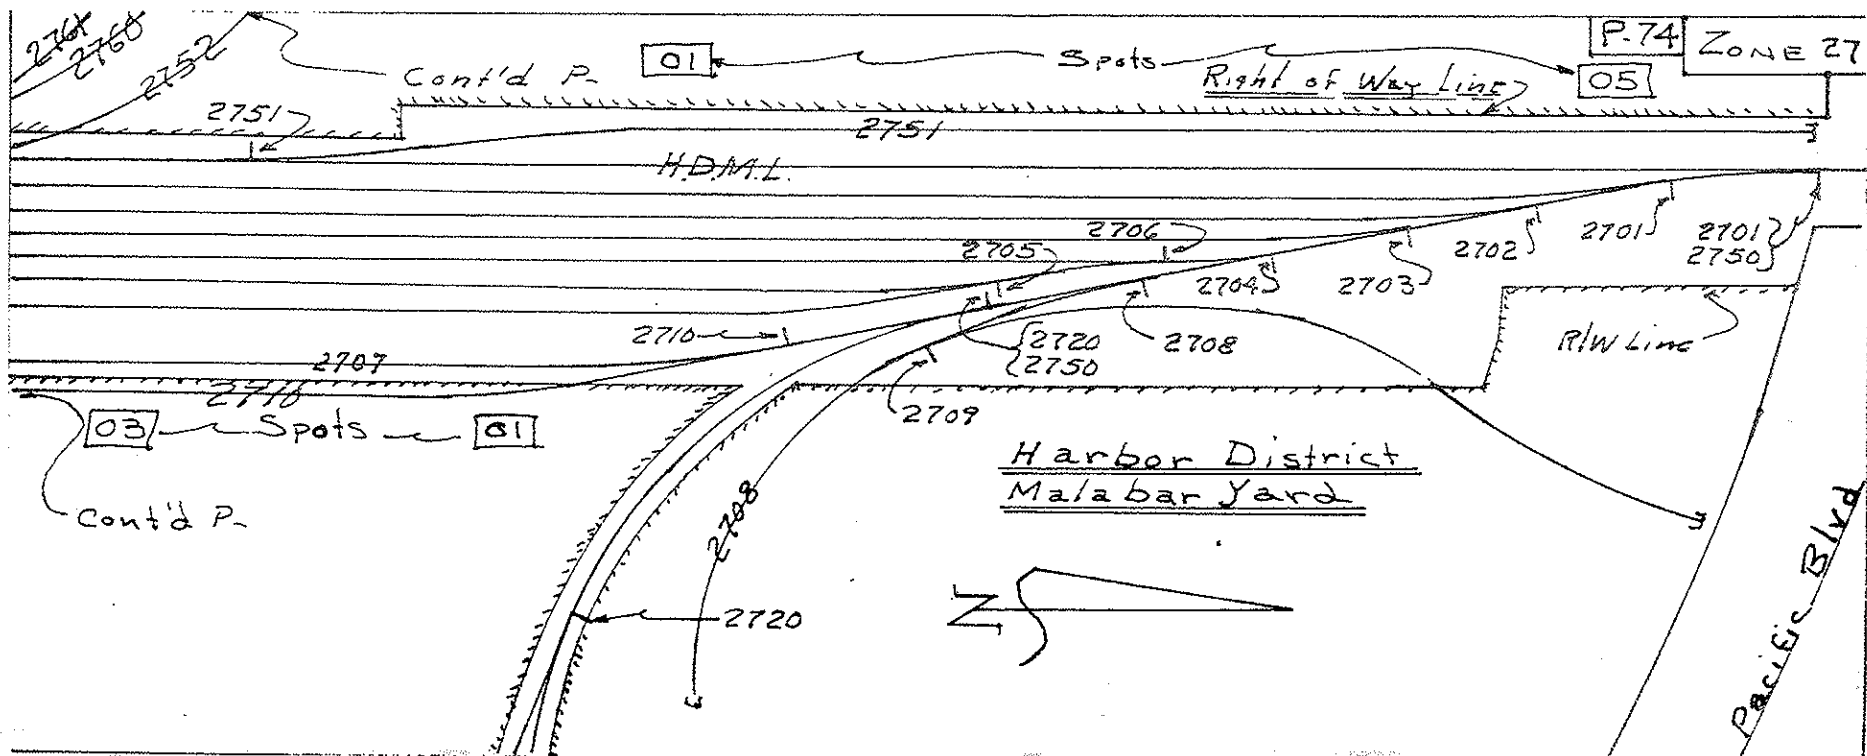 P-74
ZONE 27
2761
2760
2752
Cont'd P-
01
Spots
05
Right of Way Line
2751
2751
H.D.M.L.
2706
2705
2701
2702
2701
2750
2704
2703
2710
2720
2750
2708
R/W Line
2707
2710
2709
03
Spots
01
Harbor District
Malabar Yard
Cont'd P-
2708
2720
N
Pacific Blvd